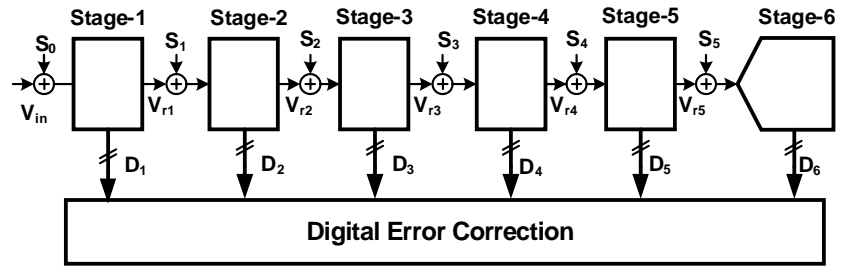 Stage-1 Stage-2 Stage-3 Stage-4 Stage-5 Stage-6
S0 S1 S2 S3 S4 S5
Vin Vr1 Vr2 Vr3 Vr4 Vr5
D1 D2 D3 D4 D5 D6
Digital Error Correction